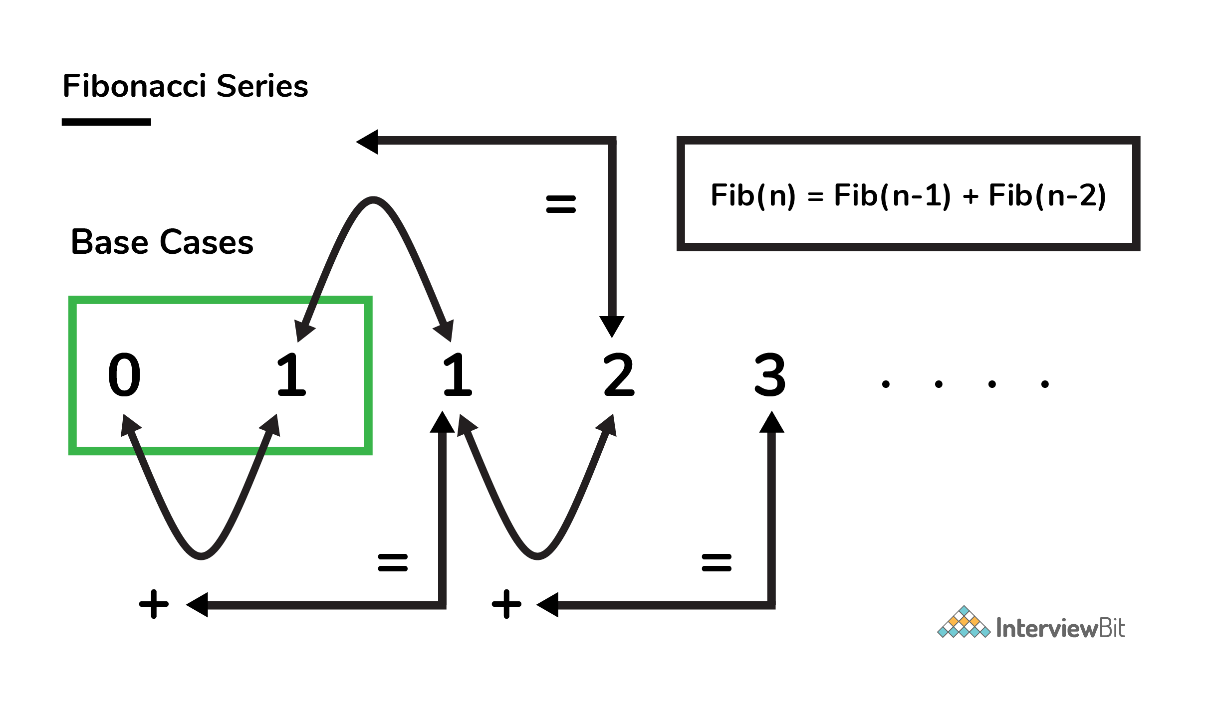 Fibonacci Series
=
Fib(n) = Fib(n-1) + Fib(n-2)
Base Cases
0 1 1 2 3 . . . .
= =
+ +
InterviewBit